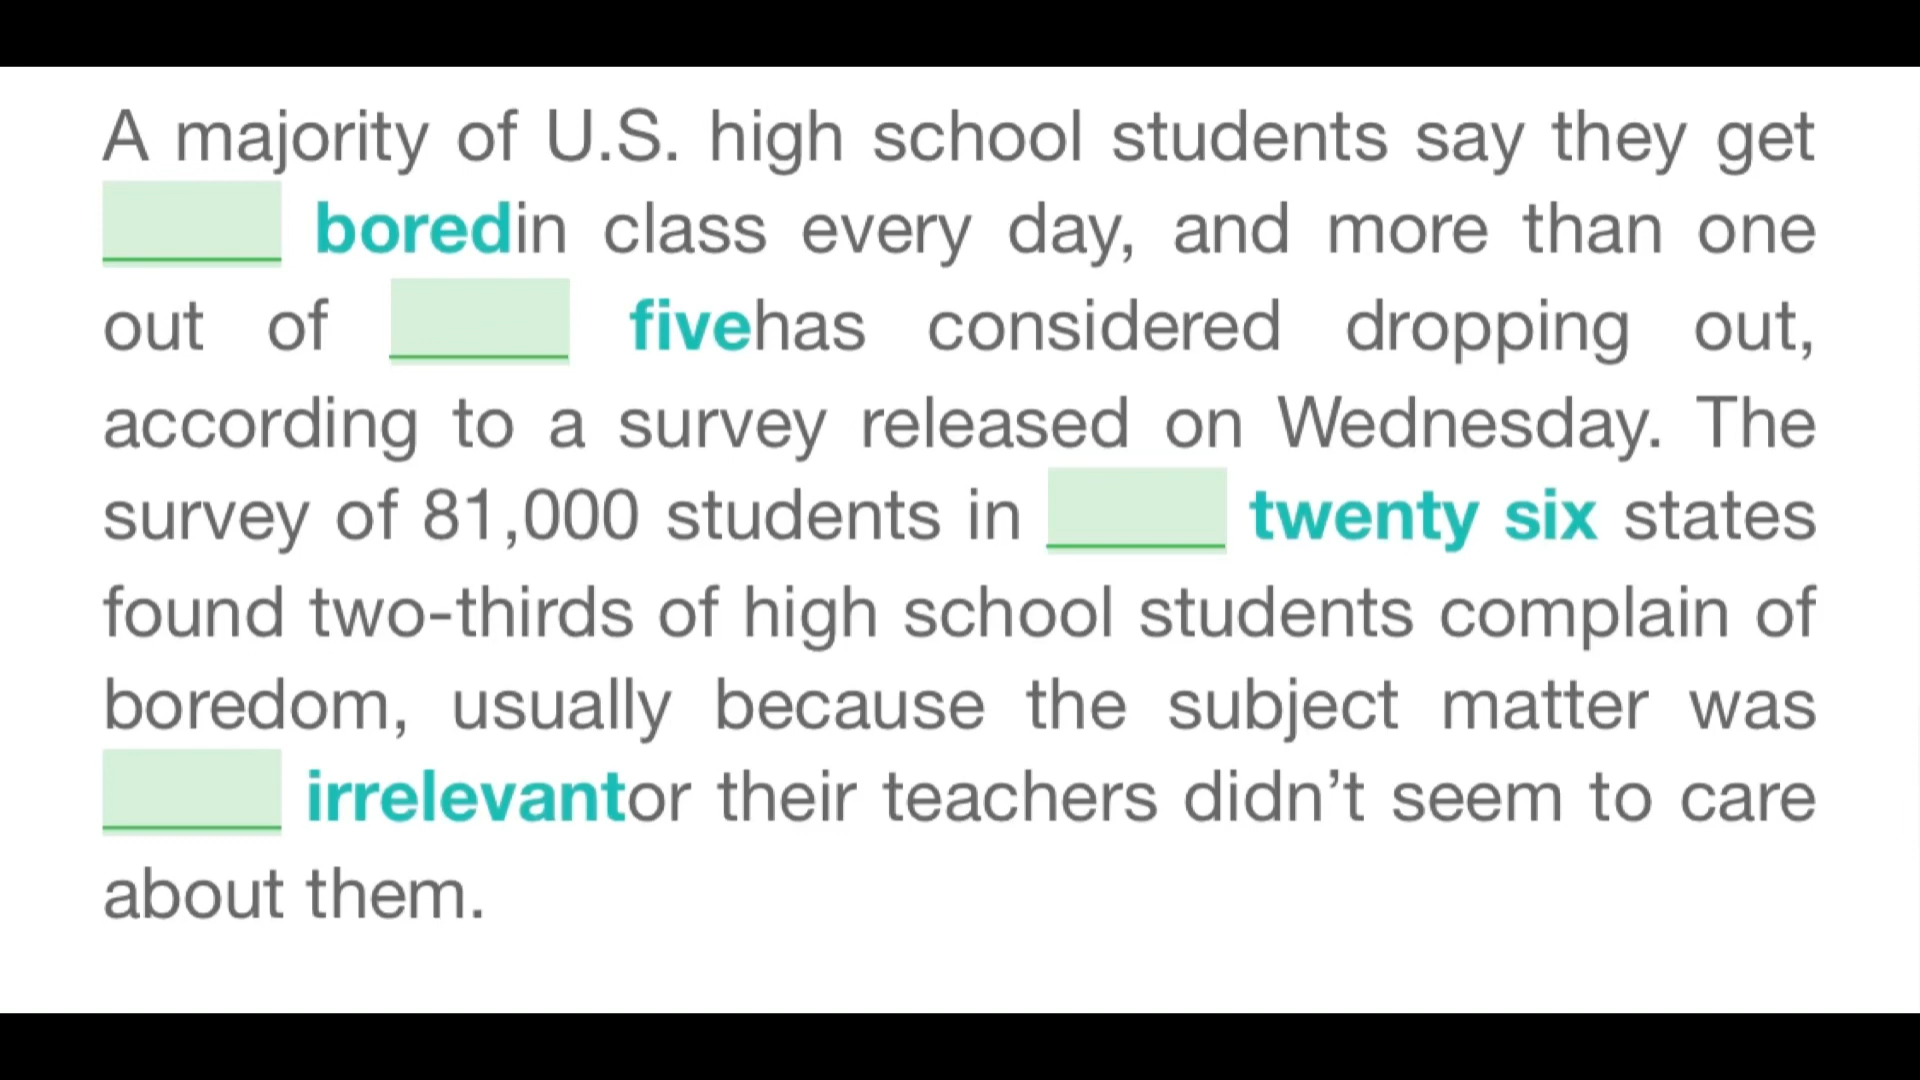 A majority of U.S. high school students say they get
boredin class every day, and more than one
out of fivehas considered dropping out,
according to a survey released on Wednesday. The
survey of 81,000 students in twenty six states
found two-thirds of high school students complain of
boredom, usually because the subject matter was
irrelevantor their teachers didn’t seem to care
about them.